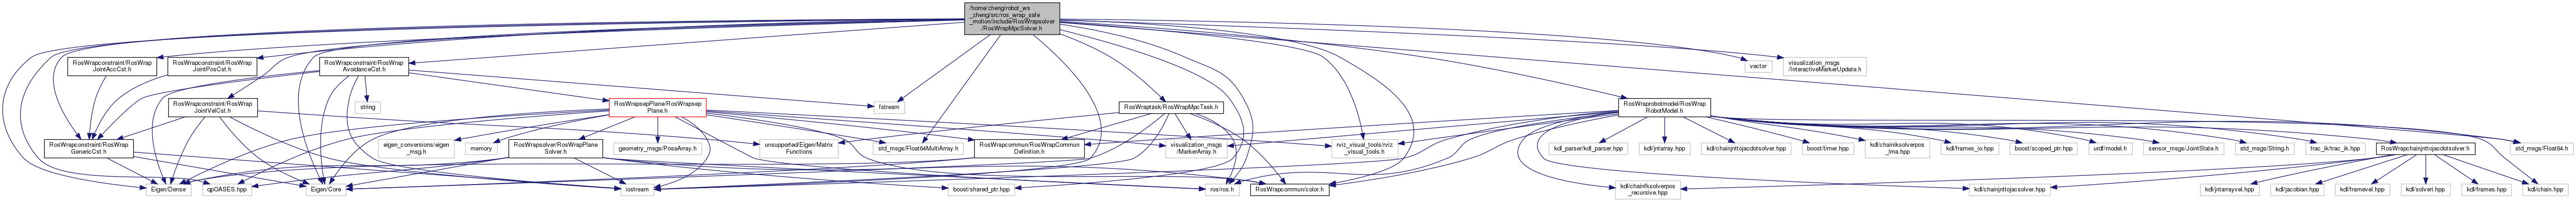 /home/zheng/robot_ws
_zheng/src/ros_wrap_safe
_motion/include/RosWrapsolver
/RosWrapMpcSolver.h
RosWrapconstraint/RosWrap
JointAccCst.h
RosWrapconstraint/RosWrap
JointPosCst.h
RosWrapconstraint/RosWrap
AvoidanceCst.h
vector
visualization_msgs
/InteractiveMarkerUpdate.h
RosWrapconstraint/RosWrap
JointVelCst.h
string
RosWrapsepPlane/RosWrapsep
Plane.h
fstream
RosWraptask/RosWrapMpcTask.h
RosWraprobotmodel/RosWrap
RobotModel.h
RosWrapconstraint/RosWrap
GenericCst.h
eigen_conversions/eigen
_msg.h
memory
RosWrapsolver/RosWrapPlane
Solver.h
geometry_msgs/PoseArray.h
unsupported/Eigen/Matrix
Functions
std_msgs/Float64MultiArray.h
RosWrapcommun/RosWrapCommun
Definition.h
visualization_msgs
/MarkerArray.h
rviz_visual_tools/rviz
_visual_tools.h
kdl_parser/kdl_parser.hpp
kdl/jntarray.hpp
kdl/chainjnttojacdotsolver.hpp
boost/timer.hpp
kdl/chainiksolverpos
_lma.hpp
kdl/frames_io.hpp
boost/scoped_ptr.hpp
urdf/model.h
sensor_msgs/JointState.h
std_msgs/String.h
trac_ik/trac_ik.hpp
RosWrapchainjnttojacdotsolver.h
std_msgs/Float64.h
Eigen/Dense
qpOASES.hpp
Eigen/Core
iostream
boost/shared_ptr.hpp
ros/ros.h
RosWrapcommun/color.h
kdl/chainfksolverpos
_recursive.hpp
kdl/chainjnttojacsolver.hpp
kdl/jntarrayvel.hpp
kdl/jacobian.hpp
kdl/framevel.hpp
kdl/solveri.hpp
kdl/frames.hpp
kdl/chain.hpp